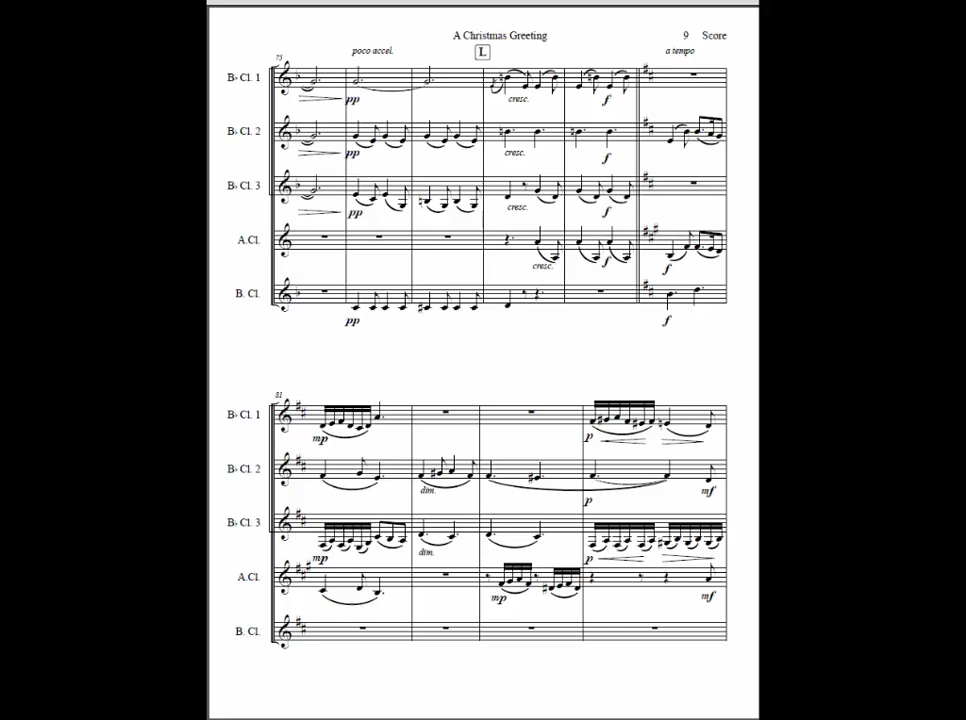 A Christmas Greeting 9 Score
poco accel. L a tempo
75
B♭ Cl. 1
pp cresc. f
B♭ Cl. 2
pp cresc. f
B♭ Cl. 3
pp cresc. f
A.Cl.
cresc. f f
B. Cl.
pp f
81
B♭ Cl. 1
mp p
B♭ Cl. 2
dim. p mf
B♭ Cl. 3
mp dim. p
A.Cl.
mp mf
B. Cl.